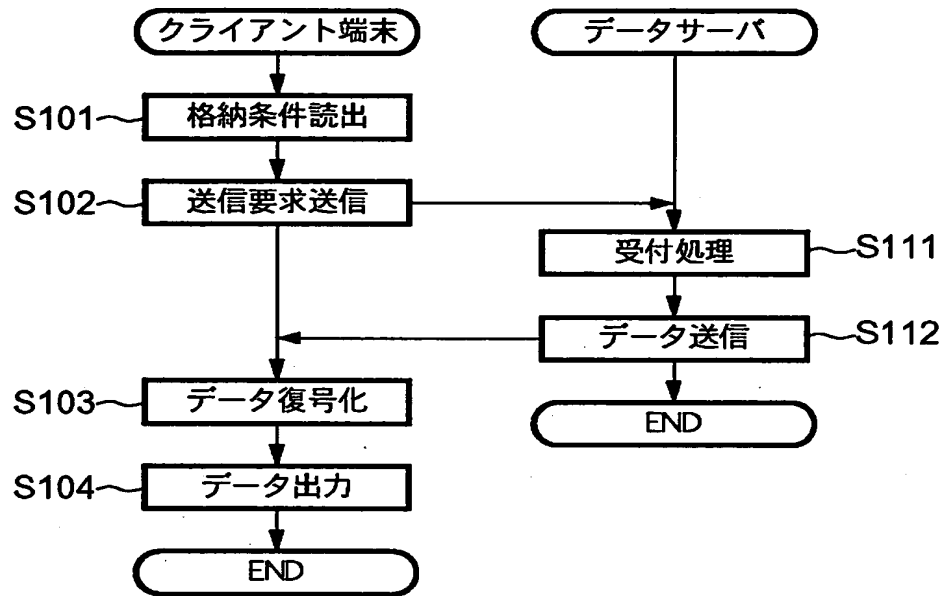 クライアント端末
データサーバ
S101
格納条件読出
S102
送信要求送信
受付処理
S111
データ送信
S112
S103
データ復号化
END
S104
データ出力
END